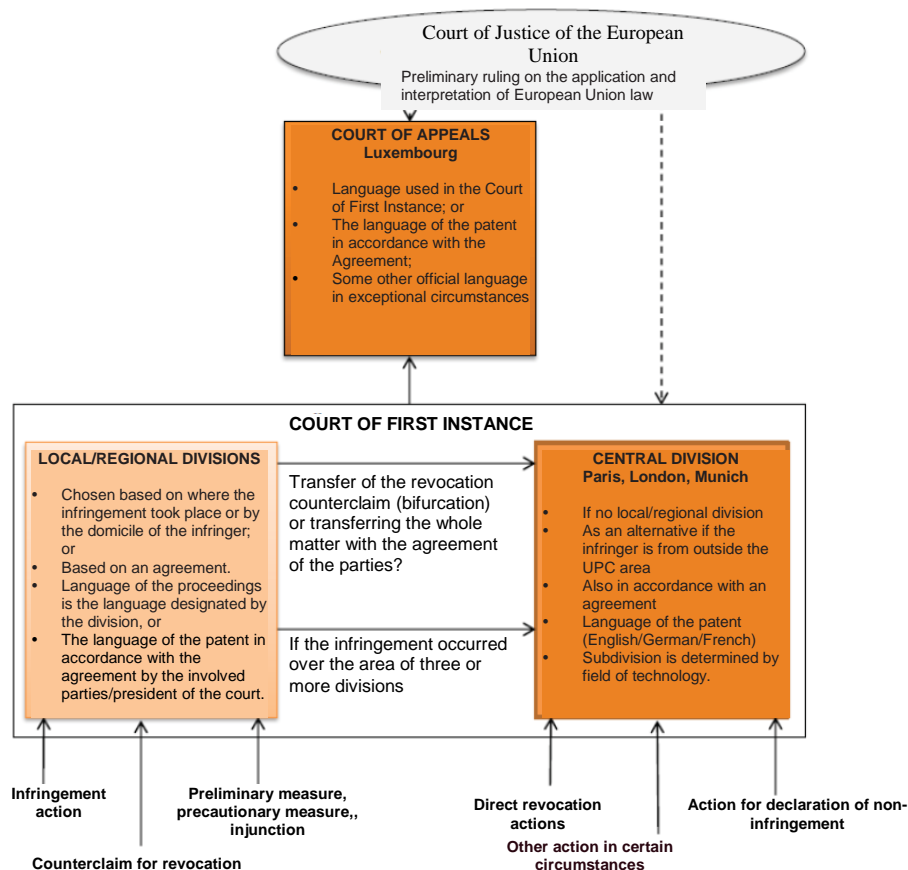 Court of Justice of the European
Union
Preliminary ruling on the application and
interpretation of European Union law
COURT OF APPEALS
Luxembourg
• Language used in the Court
of First Instance; or
• The language of the patent
in accordance with the
Agreement;
• Some other official language
in exceptional circumstances
COURT OF FIRST INSTANCE
LOCAL/REGIONAL DIVISIONS
• Chosen based on where the
infringement took place or by
the domicile of the infringer;
or
• Based on an agreement.
• Language of the proceedings
is the language designated by
the division, or
• The language of the patent in
accordance with the
agreement by the involved
parties/president of the court.
Transfer of the revocation
counterclaim (bifurcation)
or transferring the whole
matter with the agreement
of the parties?
If the infringement occurred
over the area of three or
more divisions
CENTRAL DIVISION
Paris, London, Munich
• If no local/regional division
• As an alternative if the
infringer is from outside the
UPC area
• Also in accordance with an
agreement
• Language of the patent
(English/German/French)
• Subdivision is determined by
field of technology.
Infringement
action
Counterclaim for revocation
Preliminary measure,
precautionary measure,,
injunction
Direct revocation
actions
Other action in certain
circumstances
Action for declaration of non-
infringement